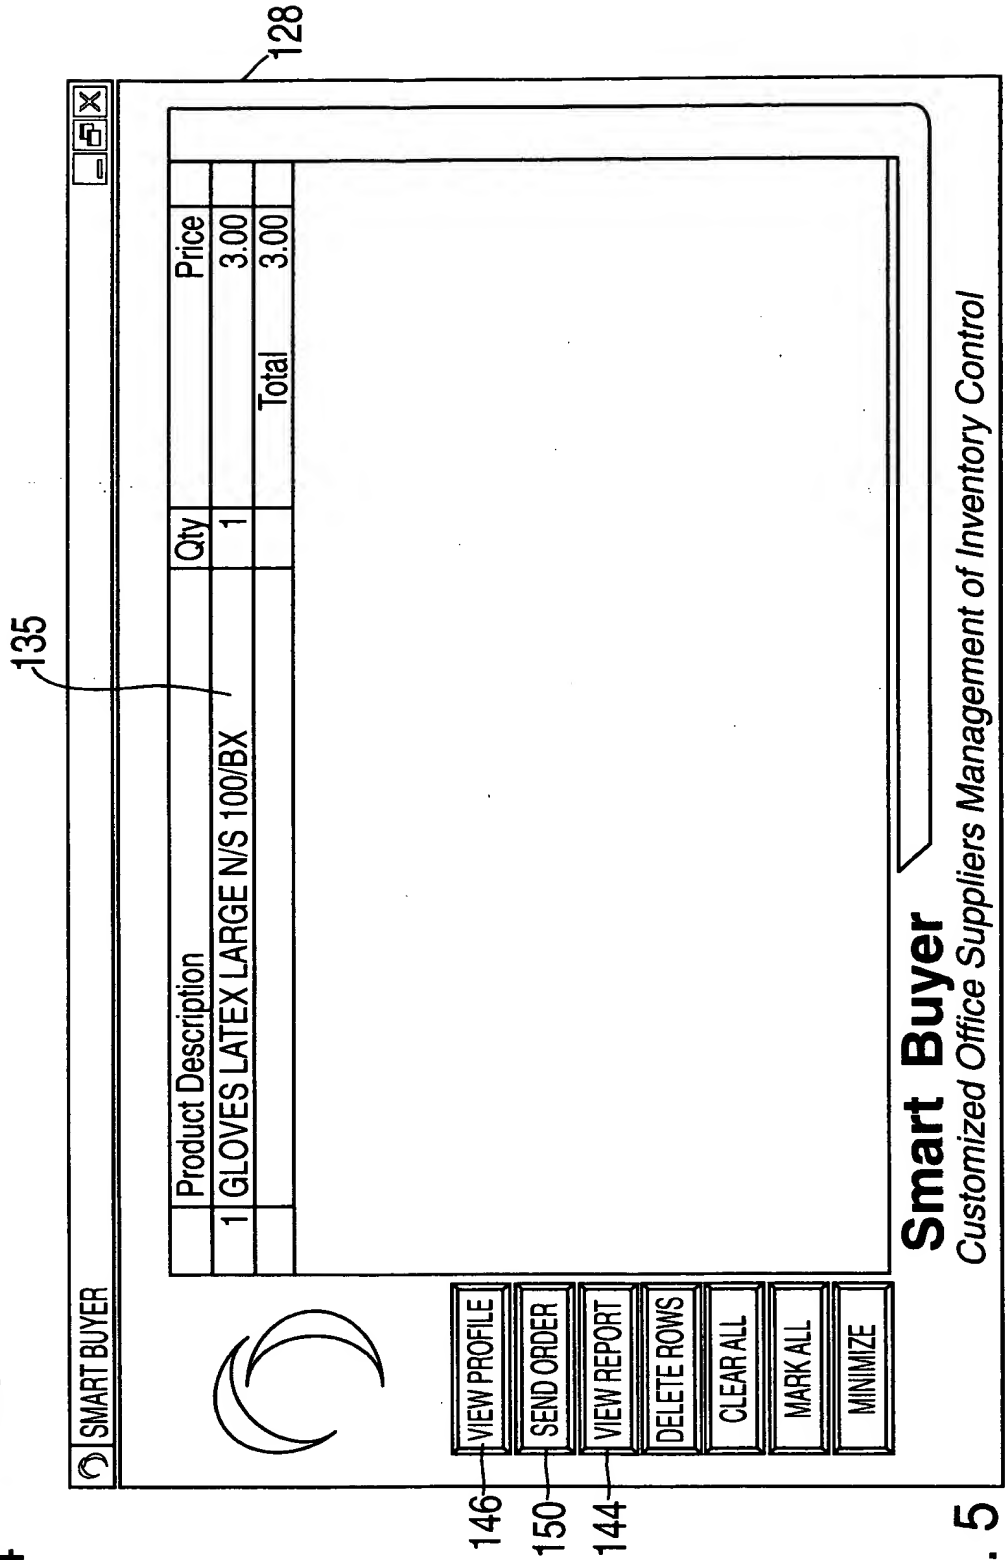 128
135
SMART BUYER
Product Description Qty Price
1 GLOVES LATEX LARGE N/S 100/BX 1 3.00
Total 3.00
146 VIEW PROFILE
150 SEND ORDER
144 VIEW REPORT
DELETE ROWS
CLEAR ALL
MARK ALL
MINIMIZE
Smart Buyer
Customized Office Suppliers Management of Inventory Control
. 5